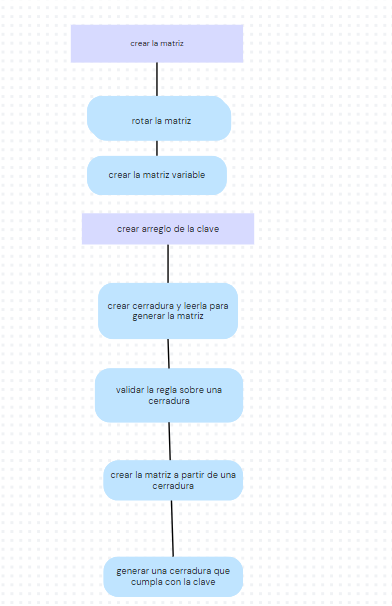 crear la matriz
rotar la matriz
crear la matriz variable
crear arreglo de la clave
crear cerradura y leerla para
generar la matriz
validar la regla sobre una
cerradura
crear la matriz a partir de una
cerradura
generar una cerradura que
cumpla con la clave